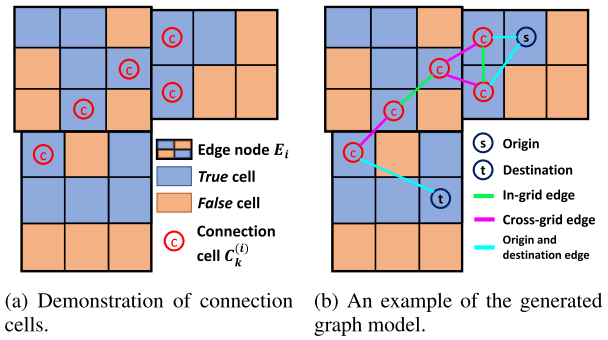 c
c
c
c
c
Edge node E_i
True cell
False cell
c Connection
cell C_k^(i)
(a) Demonstration of connection
cells.
c s
c
c
c
c
t
s Origin
t Destination
In-grid edge
Cross-grid edge
Origin and
destination edge
(b) An example of the generated
graph model.